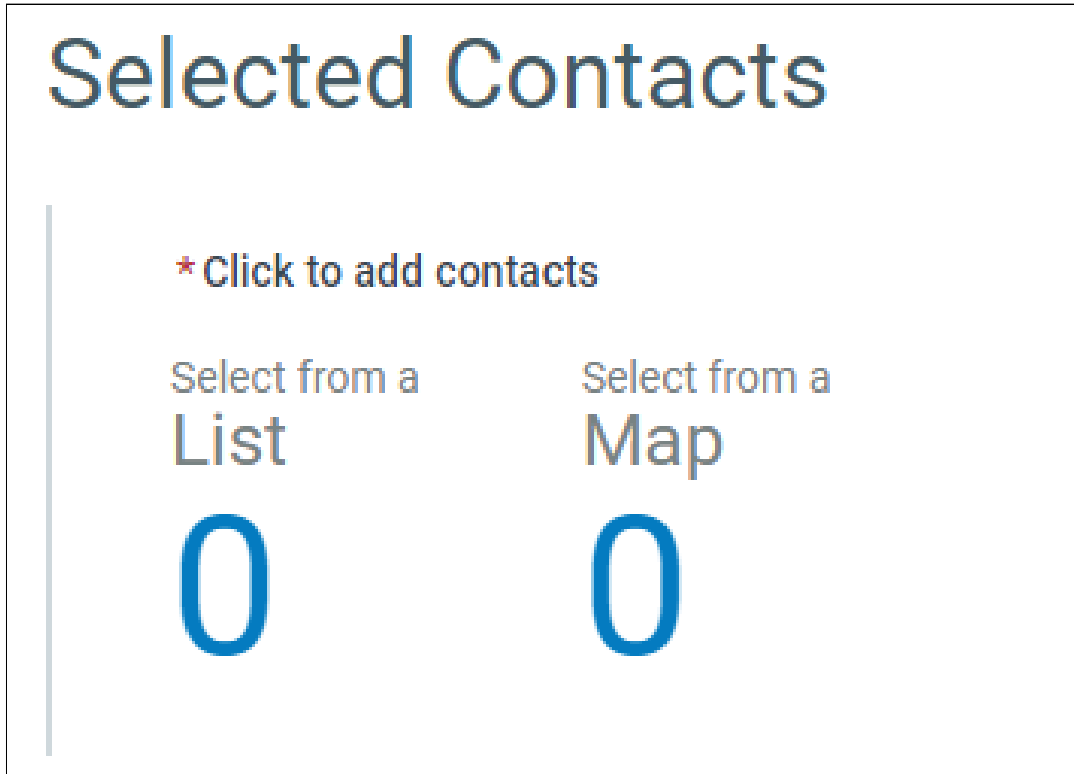 Selected Contacts
* Click to add contacts
Select from a
List
0
Select from a
Map
0